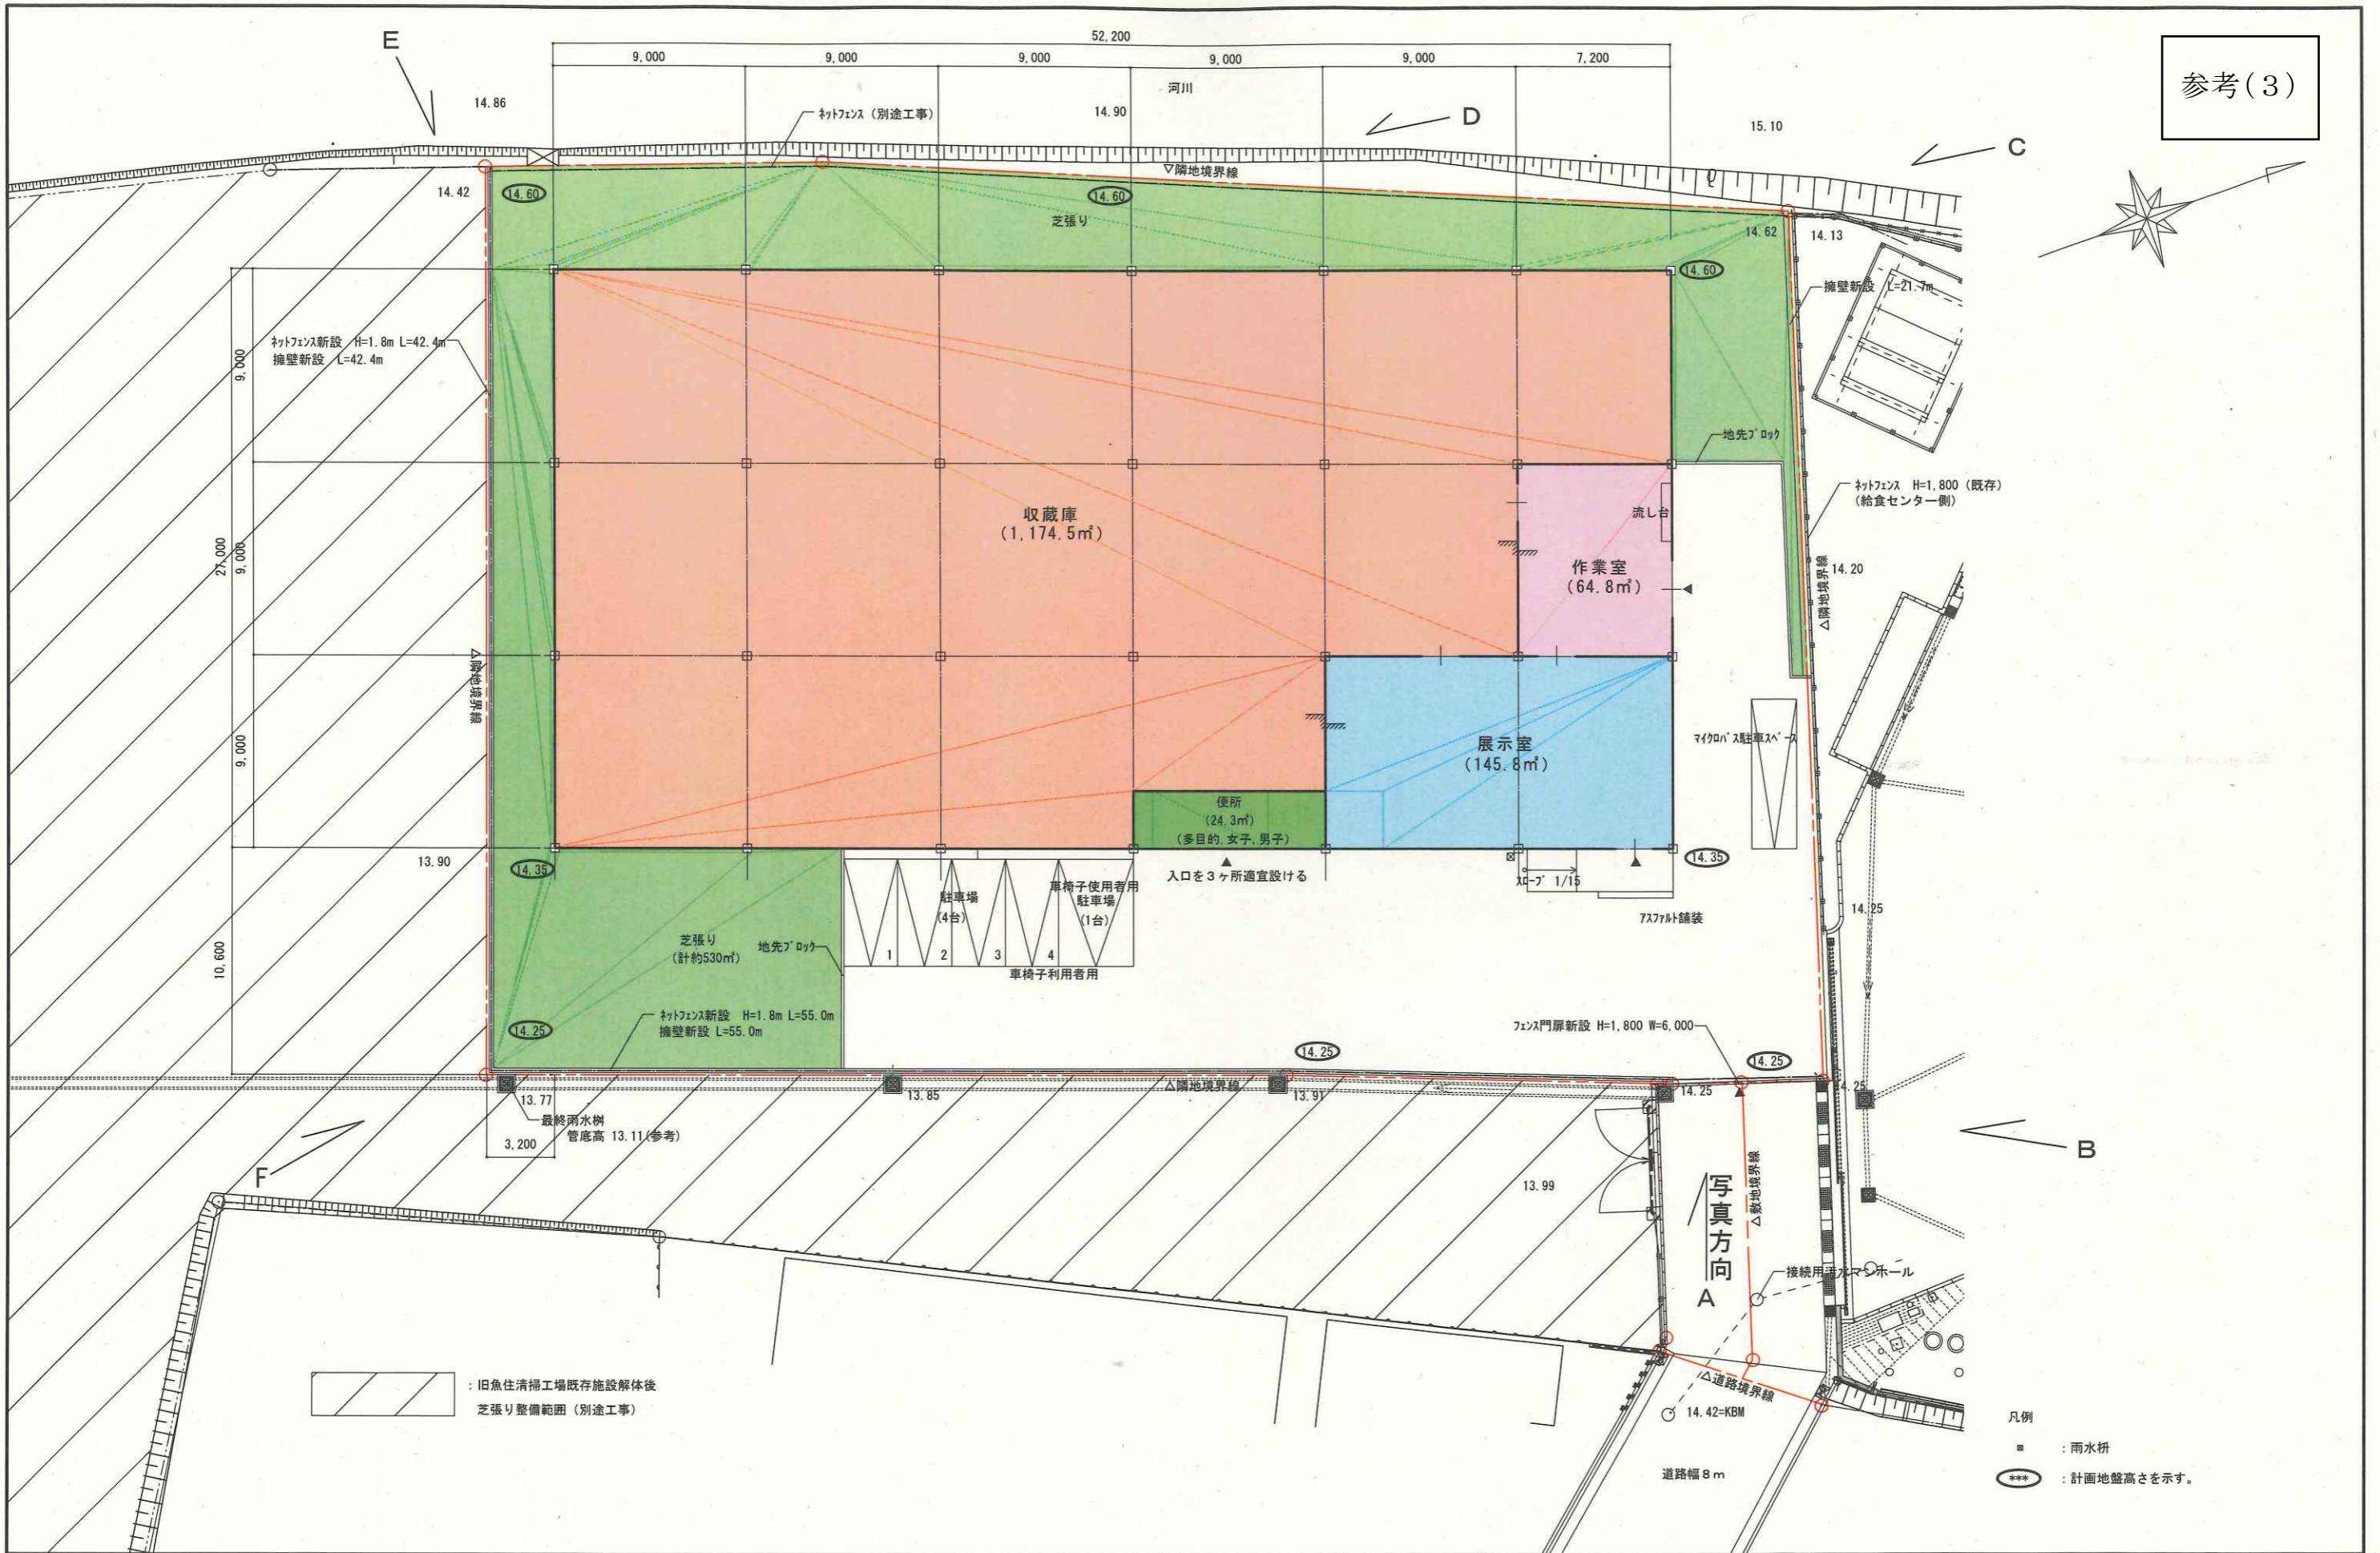 参考(3)
E
52,200
9,000
9,000
9,000
9,000
9,000
7,200
河川
14.86
ネットフェンス (別途工事)
14.90
D
15.10
C
▽隣地境界線
14.42
14.60
14.60
芝張り
14.62
14.13
14.60
擁壁新設 L=21.7m
ネットフェンス新設 H=1.8m L=42.4m
擁壁新設 L=42.4m
9,000
地先ブロック
ネットフェンス H=1,800 (既存)
(給食センター側)
収蔵庫
(1,174.5㎡)
流し台
27,000
9,000
作業室
(64.8㎡)
△隣地境界線
14.20
△隣地境界線
9,000
展示室
(145.8㎡)
マイクロバス駐車スペース
便所
(24.3㎡)
(多目的,女子,男子)
13.90
14.35
14.35
入口を3ヶ所適宜設ける
スロープ 1/15
駐車場
(4台)
車椅子使用者用
駐車場
(1台)
アスファルト舗装
14.25
10,600
芝張り
(計約530㎡)
地先ブロック
1
2
3
4
車椅子利用者用
ネットフェンス新設 H=1.8m L=55.0m
擁壁新設 L=55.0m
14.25
フェンス門扉新設 H=1,800 W=6,000
14.25
14.25
△隣地境界線
14.25
14.25
13.77
13.85
13.91
最終雨水桝
管底高 13.11(参考)
3,200
B
F
13.99
写真方向
A
△敷地境界線
接続用汚水マンホール
△道路境界線
14.42=KBM
道路幅8m
:旧魚住清掃工場既存施設解体後
芝張り整備範囲 (別途工事)
凡例
:雨水枡
***
:計画地盤高さを示す。